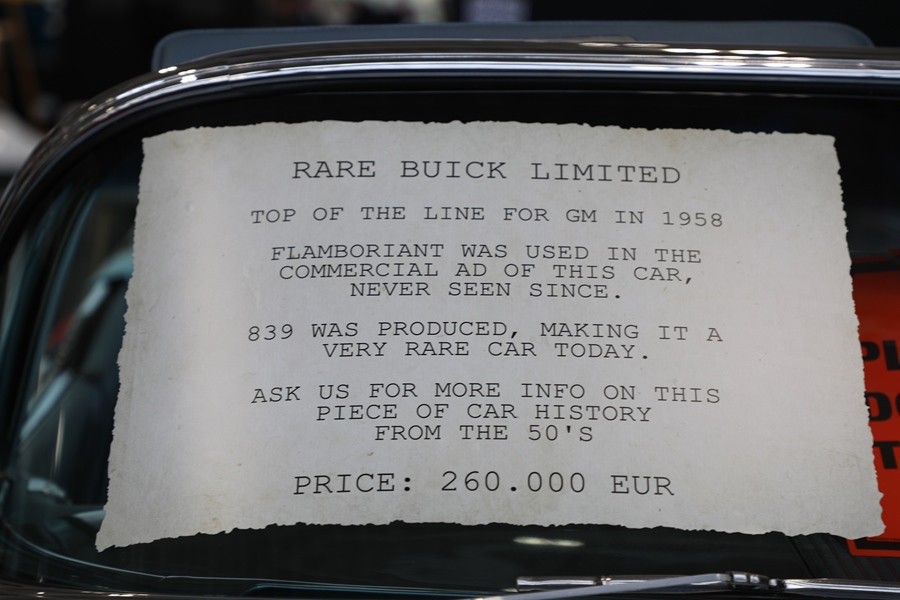 RARE BUICK LIMITED
TOP OF THE LINE FOR GM IN 1958
FLAMBORIANT WAS USED IN THE
COMMERCIAL AD OF THIS CAR,
NEVER SEEN SINCE.
839 WAS PRODUCED, MAKING IT A
VERY RARE CAR TODAY.
ASK US FOR MORE INFO ON THIS
PIECE OF CAR HISTORY
FROM THE 50'S
PRICE: 260.000 EUR